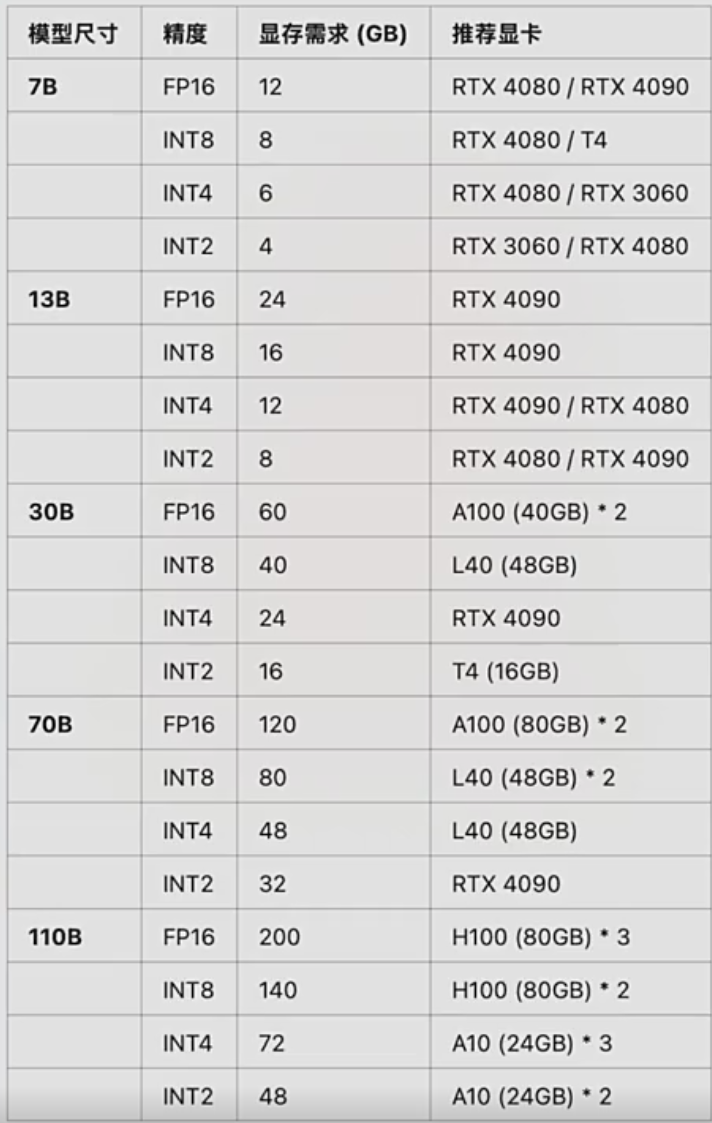 模型尺寸 精度 显存需求 (GB) 推荐显卡
7B FP16 12 RTX 4080 / RTX 4090
INT8 8 RTX 4080 / T4
INT4 6 RTX 4080 / RTX 3060
INT2 4 RTX 3060 / RTX 4080
13B FP16 24 RTX 4090
INT8 16 RTX 4090
INT4 12 RTX 4090 / RTX 4080
INT2 8 RTX 4080 / RTX 4090
30B FP16 60 A100 (40GB) * 2
INT8 40 L40 (48GB)
INT4 24 RTX 4090
INT2 16 T4 (16GB)
70B FP16 120 A100 (80GB) * 2
INT8 80 L40 (48GB) * 2
INT4 48 L40 (48GB)
INT2 32 RTX 4090
110B FP16 200 H100 (80GB) * 3
INT8 140 H100 (80GB) * 2
INT4 72 A10 (24GB) * 3
INT2 48 A10 (24GB) * 2